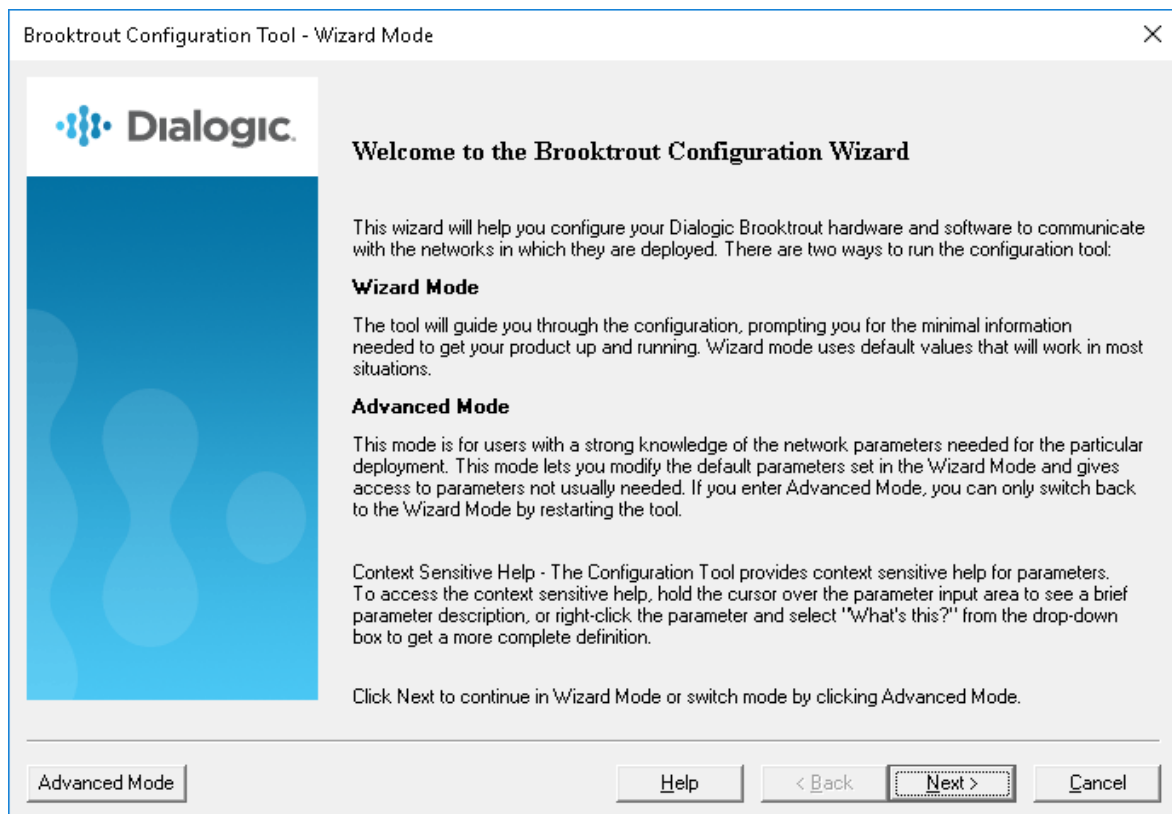 Brooktrout Configuration Tool - Wizard Mode
Dialogic.
Welcome to the Brooktrout Configuration Wizard
This wizard will help you configure your Dialogic Brooktrout hardware and software to communicate
with the networks in which they are deployed. There are two ways to run the configuration tool:
Wizard Mode
The tool will guide you through the configuration, prompting you for the minimal information
needed to get your product up and running. Wizard mode uses default values that will work in most
situations.
Advanced Mode
This mode is for users with a strong knowledge of the network parameters needed for the particular
deployment. This mode lets you modify the default parameters set in the Wizard Mode and gives
access to parameters not usually needed. If you enter Advanced Mode, you can only switch back
to the Wizard Mode by restarting the tool.
Context Sensitive Help - The Configuration Tool provides context sensitive help for parameters.
To access the context sensitive help, hold the cursor over the parameter input area to see a brief
parameter description, or right-click the parameter and select "What's this?" from the drop-down
box to get a more complete definition.
Click Next to continue in Wizard Mode or switch mode by clicking Advanced Mode.
Advanced Mode
Help
< Back
Next >
Cancel